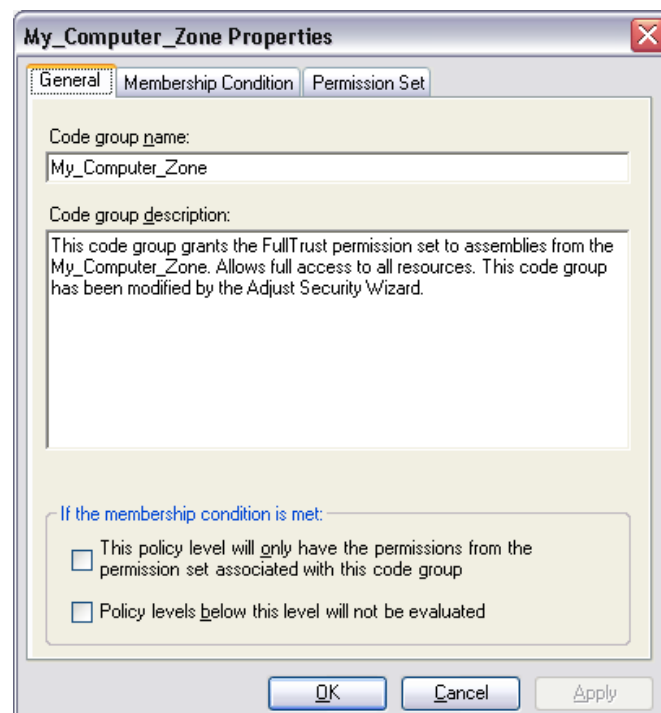 My_Computer_Zone Properties
General
Membership Condition
Permission Set
Code group name:
My_Computer_Zone
Code group description:
This code group grants the FullTrust permission set to assemblies from the
My_Computer_Zone. Allows full access to all resources. This code group
has been modified by the Adjust Security Wizard.
If the membership condition is met:
This policy level will only have the permissions from the
permission set associated with this code group
Policy levels below this level will not be evaluated
OK
Cancel
Apply